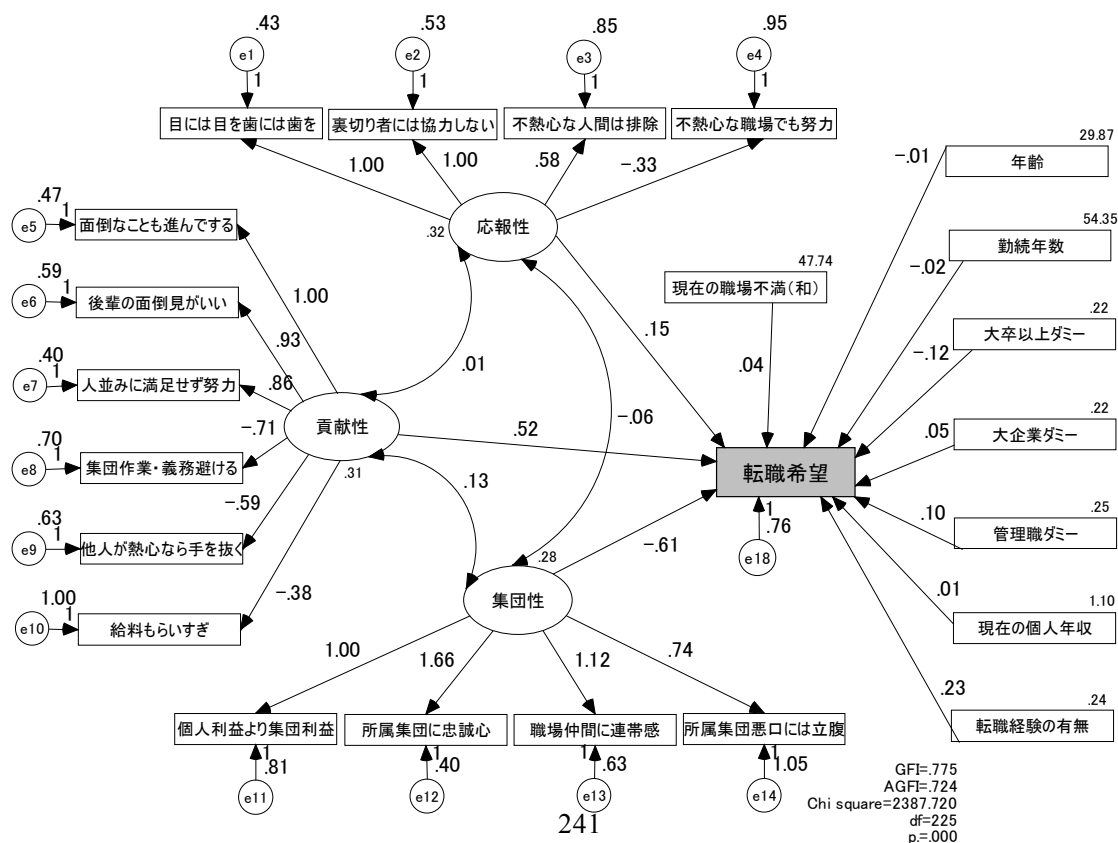 .43
.53
.85
.95
e1
e2
e3
e4
1
1
1
1
目には目を歯には歯を
裏切り者には協力しない
不熱心な人間は排除
不熱心な職場でも努力
1.00
1.00
.58
-.33
応報性
.32
.47
e5
1
面倒なことも進んでする
.59
e6
1
後輩の面倒見がいい
.40
e7
1
人並みに満足せず努力
.70
e8
1
集団作業・義務避ける
.63
e9
1
他人が熱心なら手を抜く
1.00
e10
1
給料もらいすぎ
1.00
.93
.86
-.71
-.59
-.38
貢献性
.31
.01
-.06
.13
.15
.52
-.61
47.74
現在の職場不満(和)
.04
転職希望
1
.76
e18
29.87
年齢
-.01
54.35
勤続年数
-.02
.22
大卒以上ダミー
-.12
.22
大企業ダミー
.05
.25
管理職ダミー
.10
1.10
現在の個人年収
.01
.24
転職経験の有無
.23
.28
集団性
1.00
1.66
1.12
.74
個人利益より集団利益
所属集団に忠誠心
職場仲間に連帯感
所属集団悪口には立腹
1
1
1
1
.81
.40
.63
1.05
e11
e12
e13
e14
GFI=.775
AGFI=.724
Chi square=2387.720
df=225
p.=.000
241